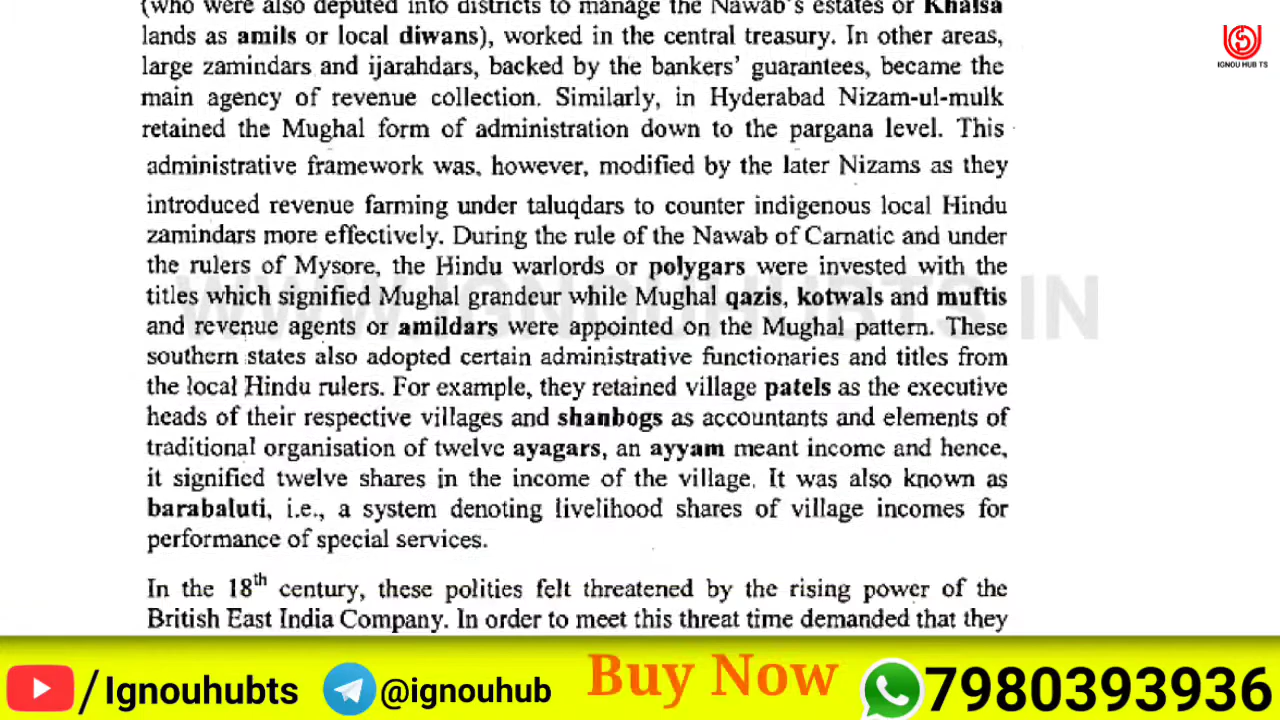 (who were also deputed into districts to manage the Nawab's estates or Khalsa
lands as amils or local diwans), worked in the central treasury. In other areas,
large zamindars and ijarahdars, backed by the bankers' guarantees, became the
main agency of revenue collection. Similarly, in Hyderabad Nizam-ul-mulk
retained the Mughal form of administration down to the pargana level. This
administrative framework was, however, modified by the later Nizams as they
introduced revenue farming under taluqdars to counter indigenous local Hindu
zamindars more effectively. During the rule of the Nawab of Carnatic and under
the rulers of Mysore, the Hindu warlords or polygars were invested with the
titles which signified Mughal grandeur while Mughal qazis, kotwals and muftis
and revenue agents or amildars were appointed on the Mughal pattern. These
southern states also adopted certain administrative functionaries and titles from
the local Hindu rulers. For example, they retained village patels as the executive
heads of their respective villages and shanbogs as accountants and elements of
traditional organisation of twelve ayagars, an ayyam meant income and hence,
it signified twelve shares in the income of the village. It was also known as
barabaluti, i.e., a system denoting livelihood shares of village incomes for
performance of special services.
In the 18th century, these polities felt threatened by the rising power of the
British East India Company. In order to meet this threat time demanded that they
WWW.IGNOUHUBTS.IN
IGNOU HUB TS
/Ignouhubts @ignouhub Buy Now 7980393936